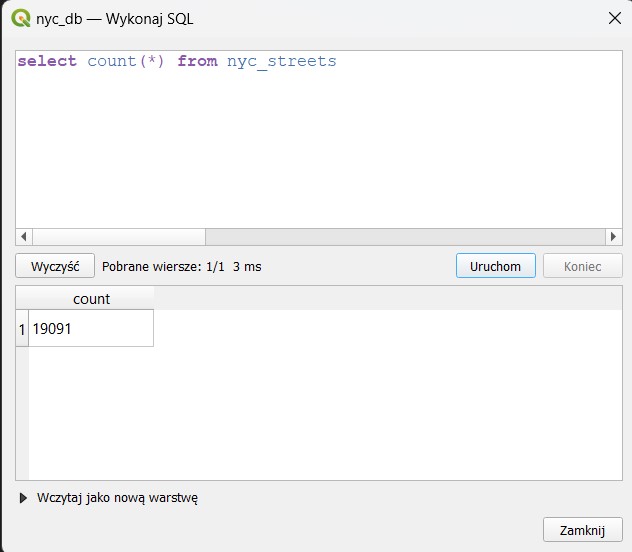 nyc_db — Wykonaj SQL
select count(*) from nyc_streets
Wyczyść Pobrane wiersze: 1/1 3 ms Uruchom Koniec
count
1 19091
Wczytaj jako nową warstwę
Zamknij